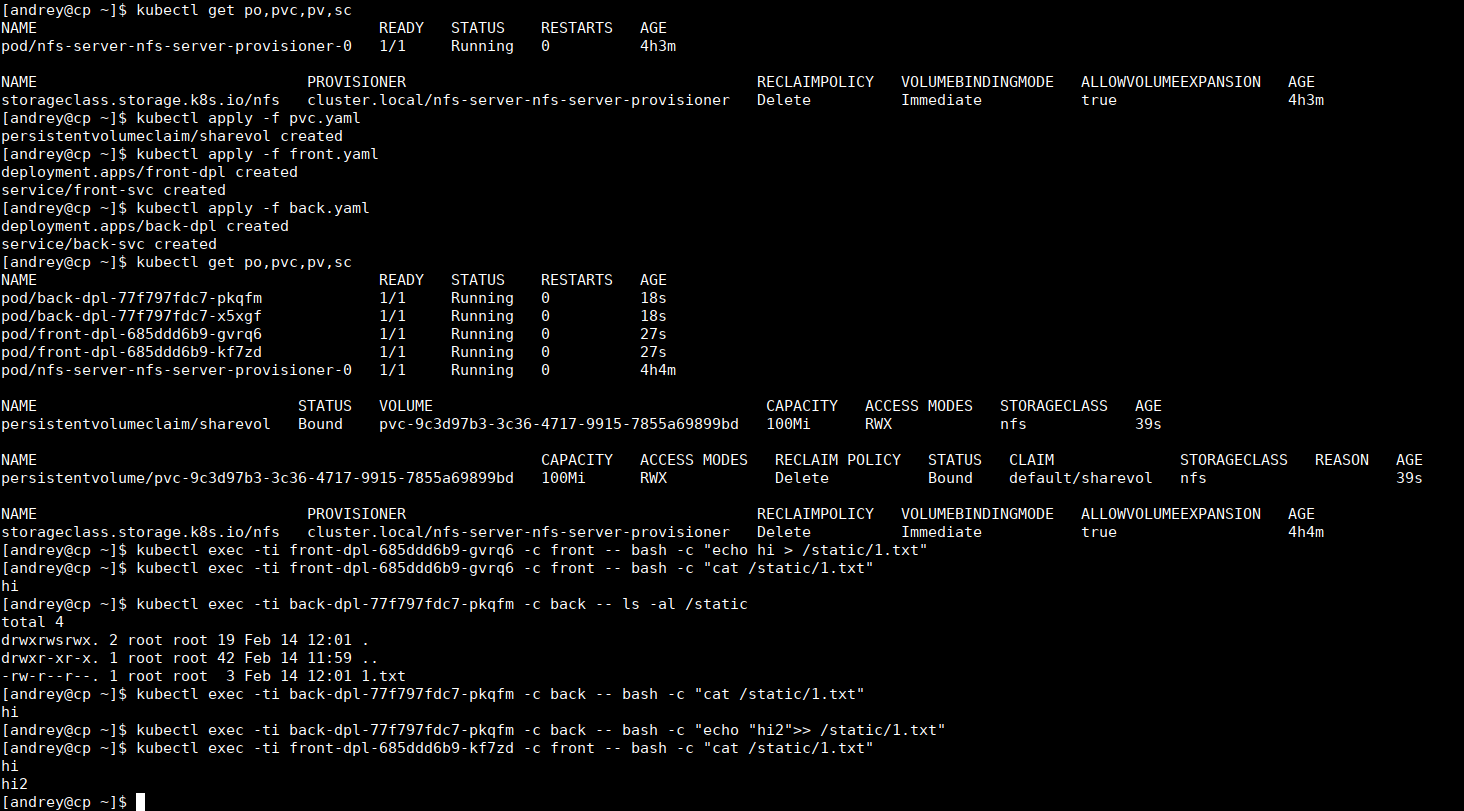 [andrey@cp ~]$ kubectl get po,pvc,pv,sc
NAME                                      READY   STATUS    RESTARTS   AGE
pod/nfs-server-nfs-server-provisioner-0   1/1     Running   0          4h3m

NAME                              PROVISIONER                                       RECLAIMPOLICY   VOLUMEBINDINGMODE   ALLOWVOLUMEEXPANSION   AGE
storageclass.storage.k8s.io/nfs   cluster.local/nfs-server-nfs-server-provisioner   Delete          Immediate           true                   4h3m
[andrey@cp ~]$ kubectl apply -f pvc.yaml
persistentvolumeclaim/sharevol created
[andrey@cp ~]$ kubectl apply -f front.yaml
deployment.apps/front-dpl created
service/front-svc created
[andrey@cp ~]$ kubectl apply -f back.yaml
deployment.apps/back-dpl created
service/back-svc created
[andrey@cp ~]$ kubectl get po,pvc,pv,sc
NAME                                      READY   STATUS    RESTARTS   AGE
pod/back-dpl-77f797fdc7-pkqfm             1/1     Running   0          18s
pod/back-dpl-77f797fdc7-x5xgf             1/1     Running   0          18s
pod/front-dpl-685ddd6b9-gvrq6             1/1     Running   0          27s
pod/front-dpl-685ddd6b9-kf7zd             1/1     Running   0          27s
pod/nfs-server-nfs-server-provisioner-0   1/1     Running   0          4h4m

NAME                             STATUS   VOLUME                                     CAPACITY   ACCESS MODES   STORAGECLASS   AGE
persistentvolumeclaim/sharevol   Bound    pvc-9c3d97b3-3c36-4717-9915-7855a69899bd   100Mi      RWX            nfs            39s

NAME                                                        CAPACITY   ACCESS MODES   RECLAIM POLICY   STATUS   CLAIM              STORAGECLASS   REASON   AGE
persistentvolume/pvc-9c3d97b3-3c36-4717-9915-7855a69899bd   100Mi      RWX            Delete           Bound    default/sharevol   nfs                     39s

NAME                              PROVISIONER                                       RECLAIMPOLICY   VOLUMEBINDINGMODE   ALLOWVOLUMEEXPANSION   AGE
storageclass.storage.k8s.io/nfs   cluster.local/nfs-server-nfs-server-provisioner   Delete          Immediate           true                   4h4m
[andrey@cp ~]$ kubectl exec -ti front-dpl-685ddd6b9-gvrq6 -c front -- bash -c "echo hi > /static/1.txt"
[andrey@cp ~]$ kubectl exec -ti front-dpl-685ddd6b9-gvrq6 -c front -- bash -c "cat /static/1.txt"
hi
[andrey@cp ~]$ kubectl exec -ti back-dpl-77f797fdc7-pkqfm -c back -- ls -al /static
total 4
drwxrwsrwx. 2 root root 19 Feb 14 12:01 .
drwxr-xr-x. 1 root root 42 Feb 14 11:59 ..
-rw-r--r--. 1 root root  3 Feb 14 12:01 1.txt
[andrey@cp ~]$ kubectl exec -ti back-dpl-77f797fdc7-pkqfm -c back -- bash -c "cat /static/1.txt"
hi
[andrey@cp ~]$ kubectl exec -ti back-dpl-77f797fdc7-pkqfm -c back -- bash -c "echo "hi2">> /static/1.txt"
[andrey@cp ~]$ kubectl exec -ti front-dpl-685ddd6b9-kf7zd -c front -- bash -c "cat /static/1.txt"
hi
hi2
[andrey@cp ~]$